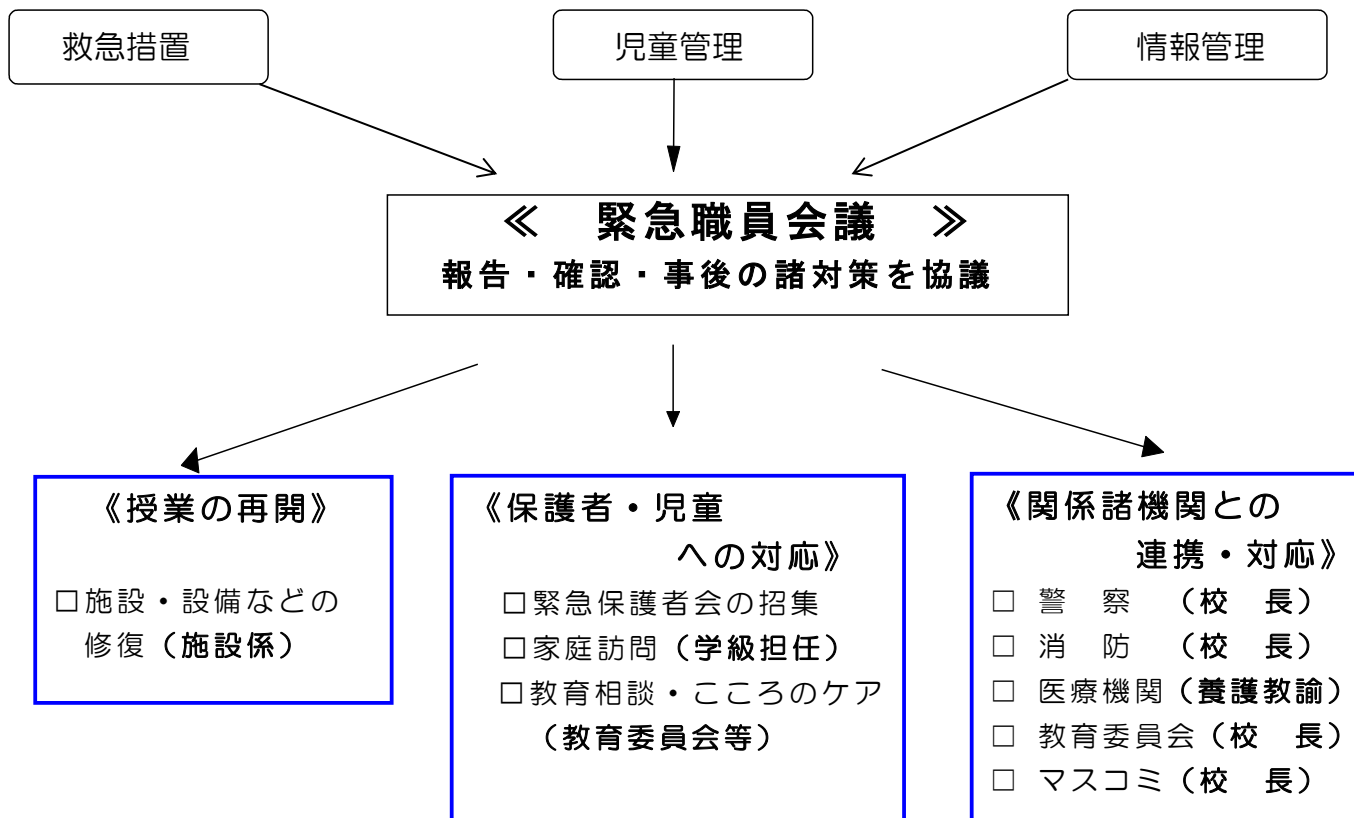 救急措置
児童管理
情報管理
≪　緊急職員会議　≫
報告・確認・事後の諸対策を協議
《授業の再開》
□施設・設備などの
修復（施設係）
《保護者・児童
への対応》
□緊急保護者会の招集
□家庭訪問（学級担任）
□教育相談・こころのケア
（教育委員会等）
《関係諸機関との
連携・対応》
□　警　察　（校　長）
□　消　防　（校　長）
□　医療機関（養護教諭）
□　教育委員会（校　長）
□　マスコミ（校　長）